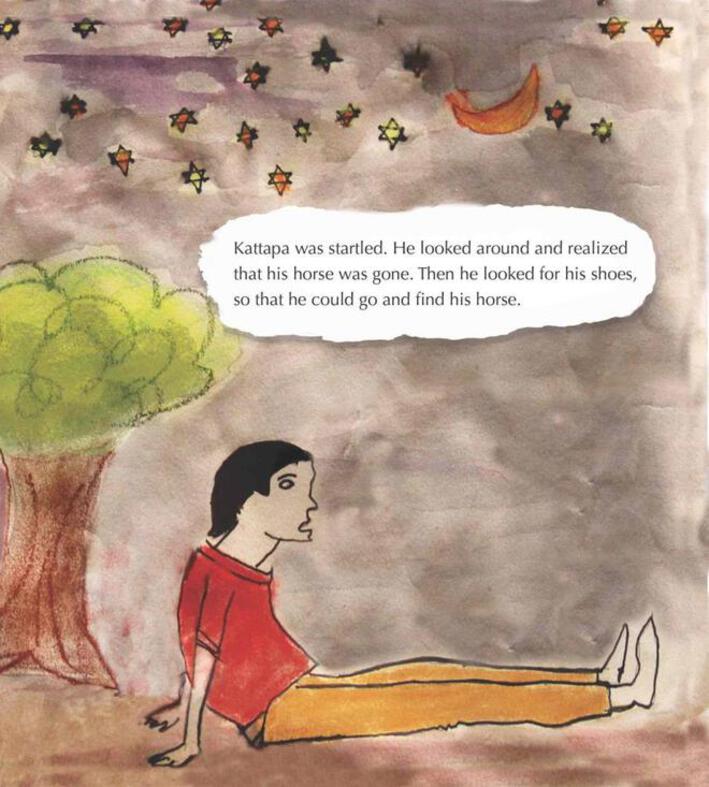 Kattapa was startled. He looked around and realized
that his horse was gone. Then he looked for his shoes,
so that he could go and find his horse.